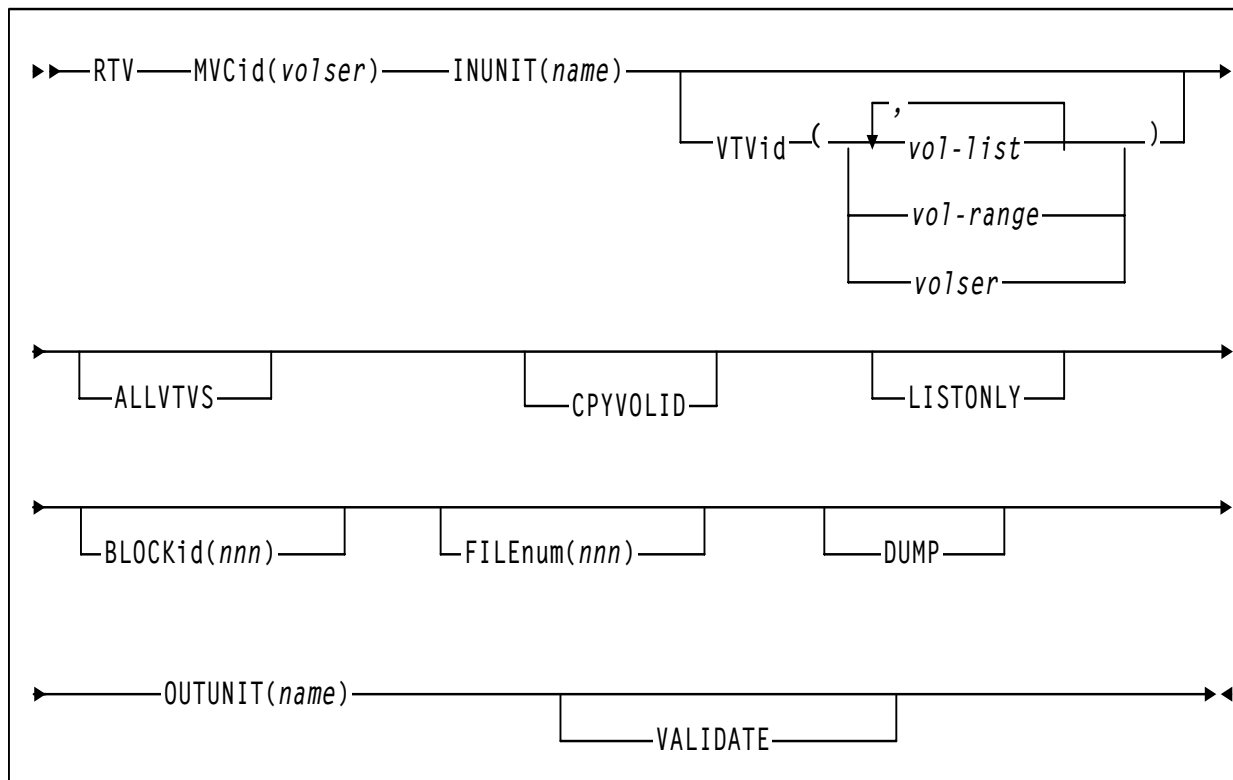 RTV MVCid(volser) INUNIT(name)
,
VTVid ( vol-list )
vol-range
volser
ALLVTVS CPYVOLID LISTONLY
BLOCKid(nnn) FILEnum(nnn) DUMP
OUTUNIT(name)
VALIDATE